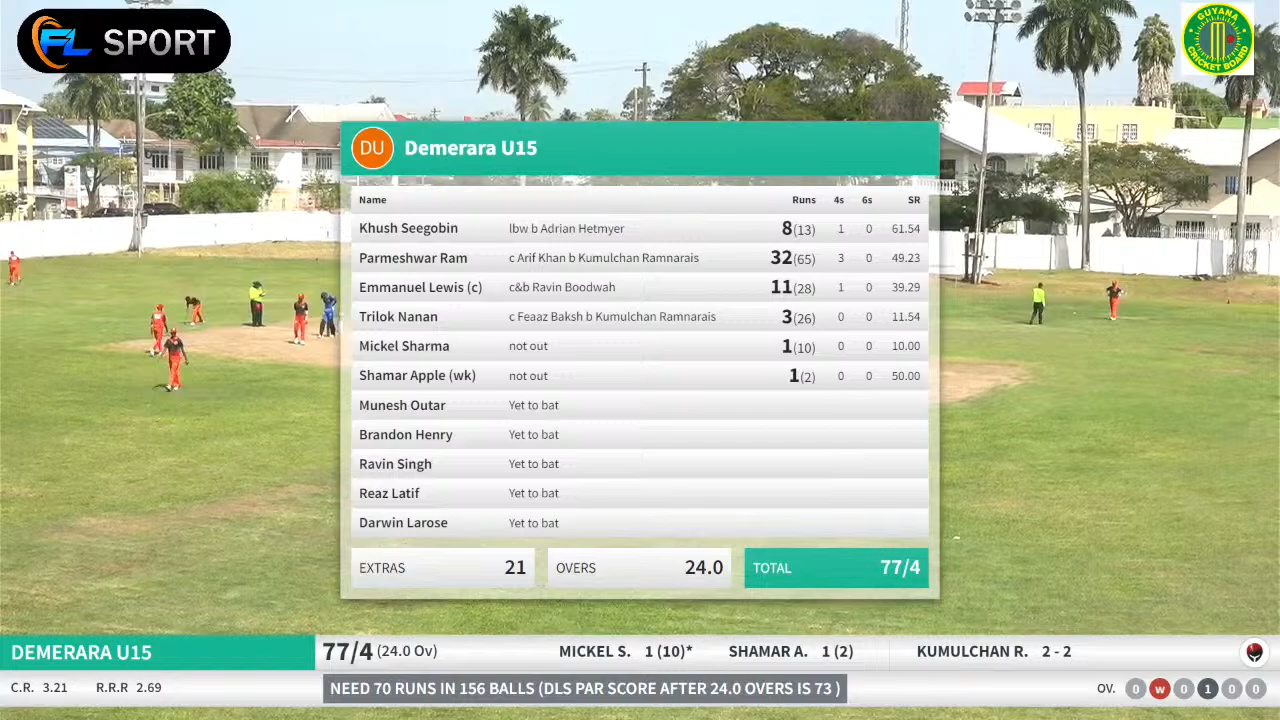 FL SPORT
GUYANA
CRICKET BOARD
DU Demerara U15
Name Runs 4s 6s SR
Khush Seegobin lbw b Adrian Hetmyer 8(13) 1 0 61.54
Parmeshwar Ram c Arif Khan b Kumulchan Ramnarais 32(65) 3 0 49.23
Emmanuel Lewis (c) c&b Ravin Boodwah 11(28) 1 0 39.29
Trilok Nanan c Feaaz Baksh b Kumulchan Ramnarais 3(26) 0 0 11.54
Mickel Sharma not out 1(10) 0 0 10.00
Shamar Apple (wk) not out 1(2) 0 0 50.00
Munesh Outar Yet to bat
Brandon Henry Yet to bat
Ravin Singh Yet to bat
Reaz Latif Yet to bat
Darwin Larose Yet to bat
EXTRAS 21 OVERS 24.0 TOTAL 77/4
DEMERARA U15 77/4 (24.0 Ov) MICKEL S. 1 (10)* SHAMAR A. 1 (2) KUMULCHAN R. 2 - 2
C.R. 3.21 R.R.R 2.69 NEED 70 RUNS IN 156 BALLS (DLS PAR SCORE AFTER 24.0 OVERS IS 73 ) OV. 0 w 0 1 0 0